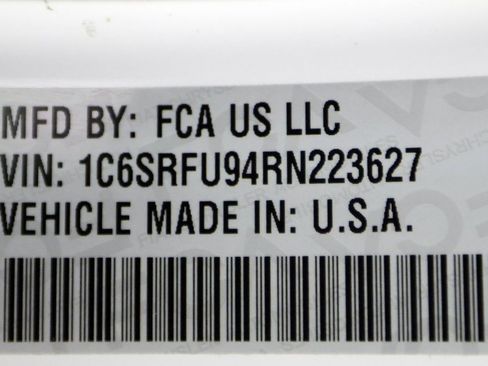 MFD BY: FCA US LLC
VIN: 1C6SRFU94RN223627
VEHICLE MADE IN: U.S.A.